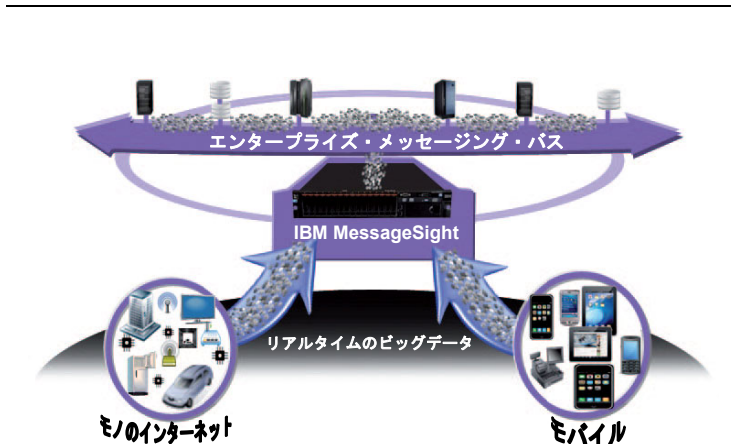 エンタープライズ・メッセージング・バス
IBM MessageSight
リアルタイムのビッグデータ
モノのインターネット
モバイル